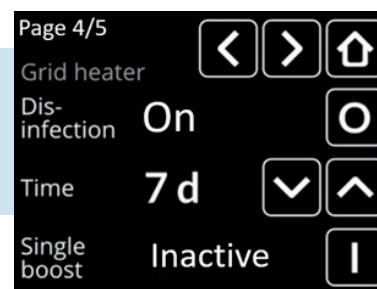 Page 4/5
Grid heater
Dis-
infection On O
Time 7 d
Single
boost Inactive I